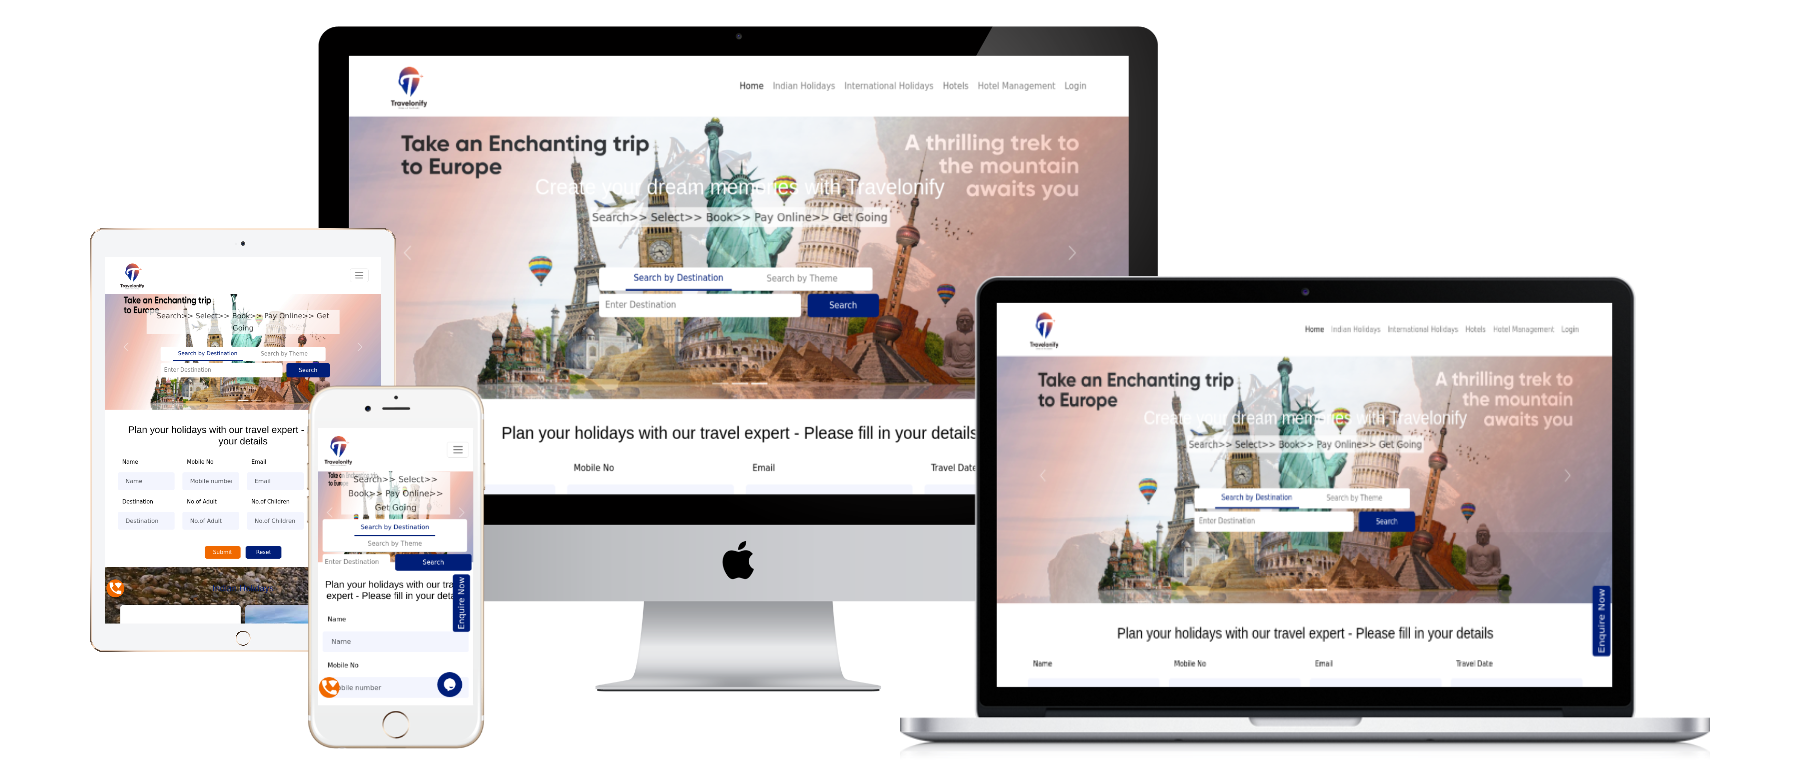 Travelonify
Home Indian Holidays International Holidays Hotels Hotel Management Login
Take an Enchanting trip
to Europe
A thrilling trek to
the mountain
awaits you
Create your dream memories with Travelonify
Search>> Select>> Book>> Pay Online>> Get Going
Search by Destination Search by Theme
Enter Destination Search
Plan your holidays with our travel expert - Please fill in your details
Mobile No Email Travel Date
Travelonify
Take an Enchanting trip
to Europe
Search>> Select>> Book>> Pay Online>> Get
Going
Search by Destination Search by Theme
Enter Destination Search
Plan your holidays with our travel expert -
your details
Name Mobile No Email
Name Mobile number Email
Destination No of Adult No.of Children
Destination No.of Adult No.of Children
Submit Reset
Travelonify
Search>> Select>>
Book>> Pay Online>>
Get Going
Search by Destination
Search by Theme
Enter Destination Search
Plan your holidays with our
expert - Please fill in your
Enquire Now
Name
Name
Mobile No
number
Travelonify
Home Indian Holidays International Holidays Hotels Hotel Management Login
Take an Enchanting trip
to Europe
A thrilling trek to
the mountain
awaits you
Create your dream memories with Travelonify
Search>> Select>> Book>> Pay Online>> Get Going
Search by Destination Search by Theme
Enter Destination Search
Enquire Now
Plan your holidays with our travel expert - Please fill in your details
Name Mobile No Email Travel Date